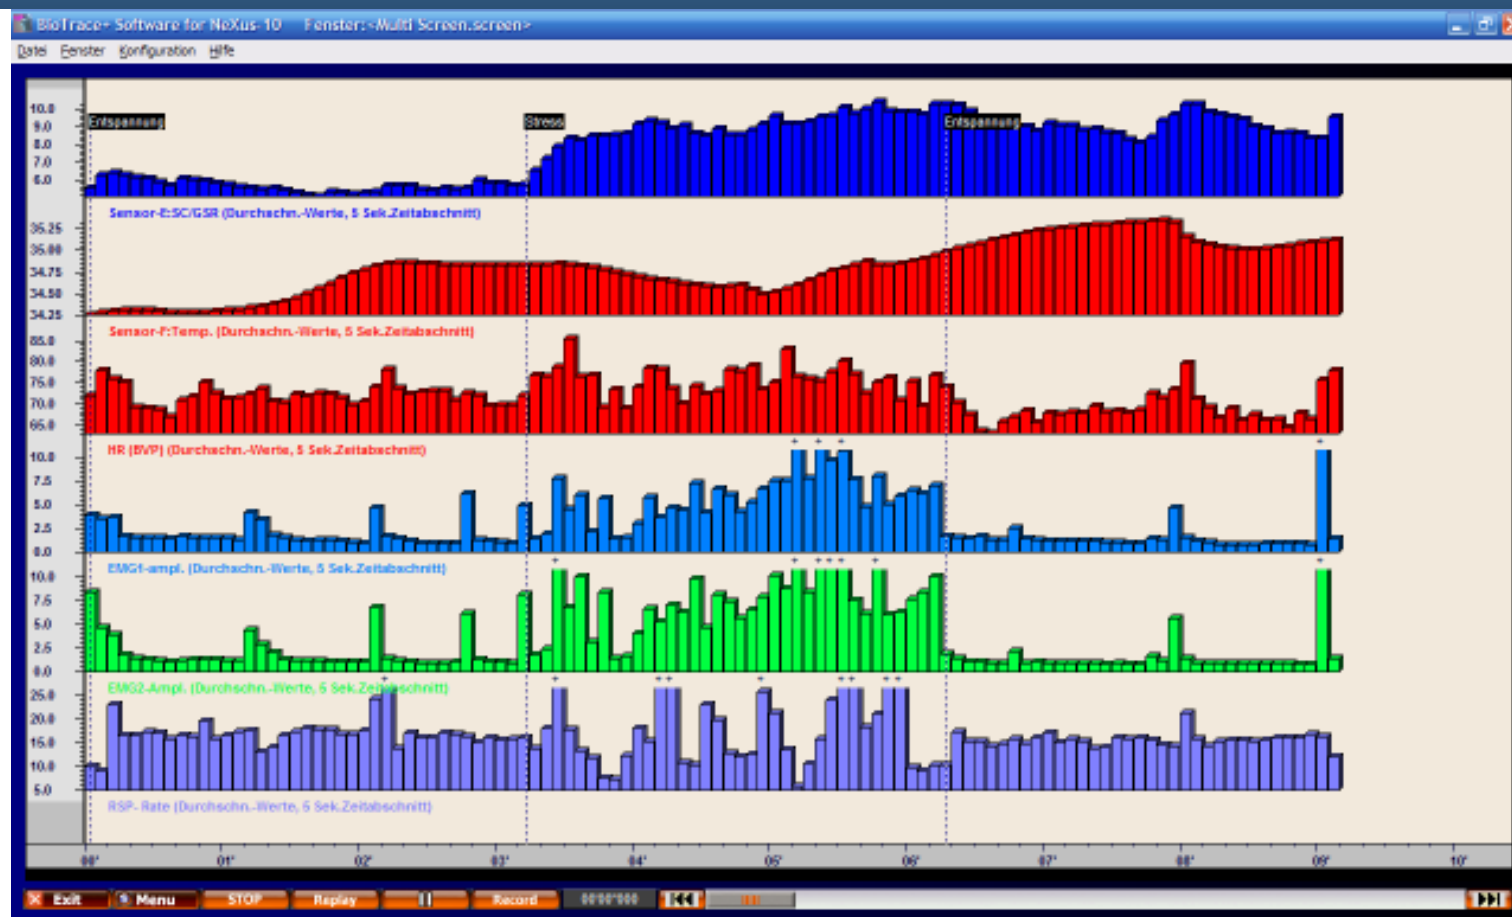 BioTrace+ Software for NeXus-10 Fenster:<Multi Screen.screen>
Datei Fenster Konfiguration Hilfe
10.0
9.0
8.0
7.0
6.0
Entspannung
Stress
Entspannung
Sensor-E:SC/GSR (Durchschn.-Werte, 5 Sek.Zeitabschnitt)
35.25
35.00
34.75
34.50
34.25
Sensor-F:Temp. (Durchschn.-Werte, 5 Sek.Zeitabschnitt)
85.0
80.0
75.0
70.0
65.0
HR (BVP) (Durchschn.-Werte, 5 Sek.Zeitabschnitt)
10.0
7.5
5.0
2.5
0.0
EMG1-ampl. (Durchschn.-Werte, 5 Sek.Zeitabschnitt)
10.0
7.5
5.0
2.5
0.0
EMG2-Ampl. (Durchschn.-Werte, 5 Sek.Zeitabschnitt)
25.0
20.0
15.0
10.0
5.0
RSP- Rate (Durchschn.-Werte, 5 Sek.Zeitabschnitt)
00' 01' 02' 03' 04' 05' 06' 07' 08' 09' 10'
Exit Menu STOP Replay Record 00'00"000